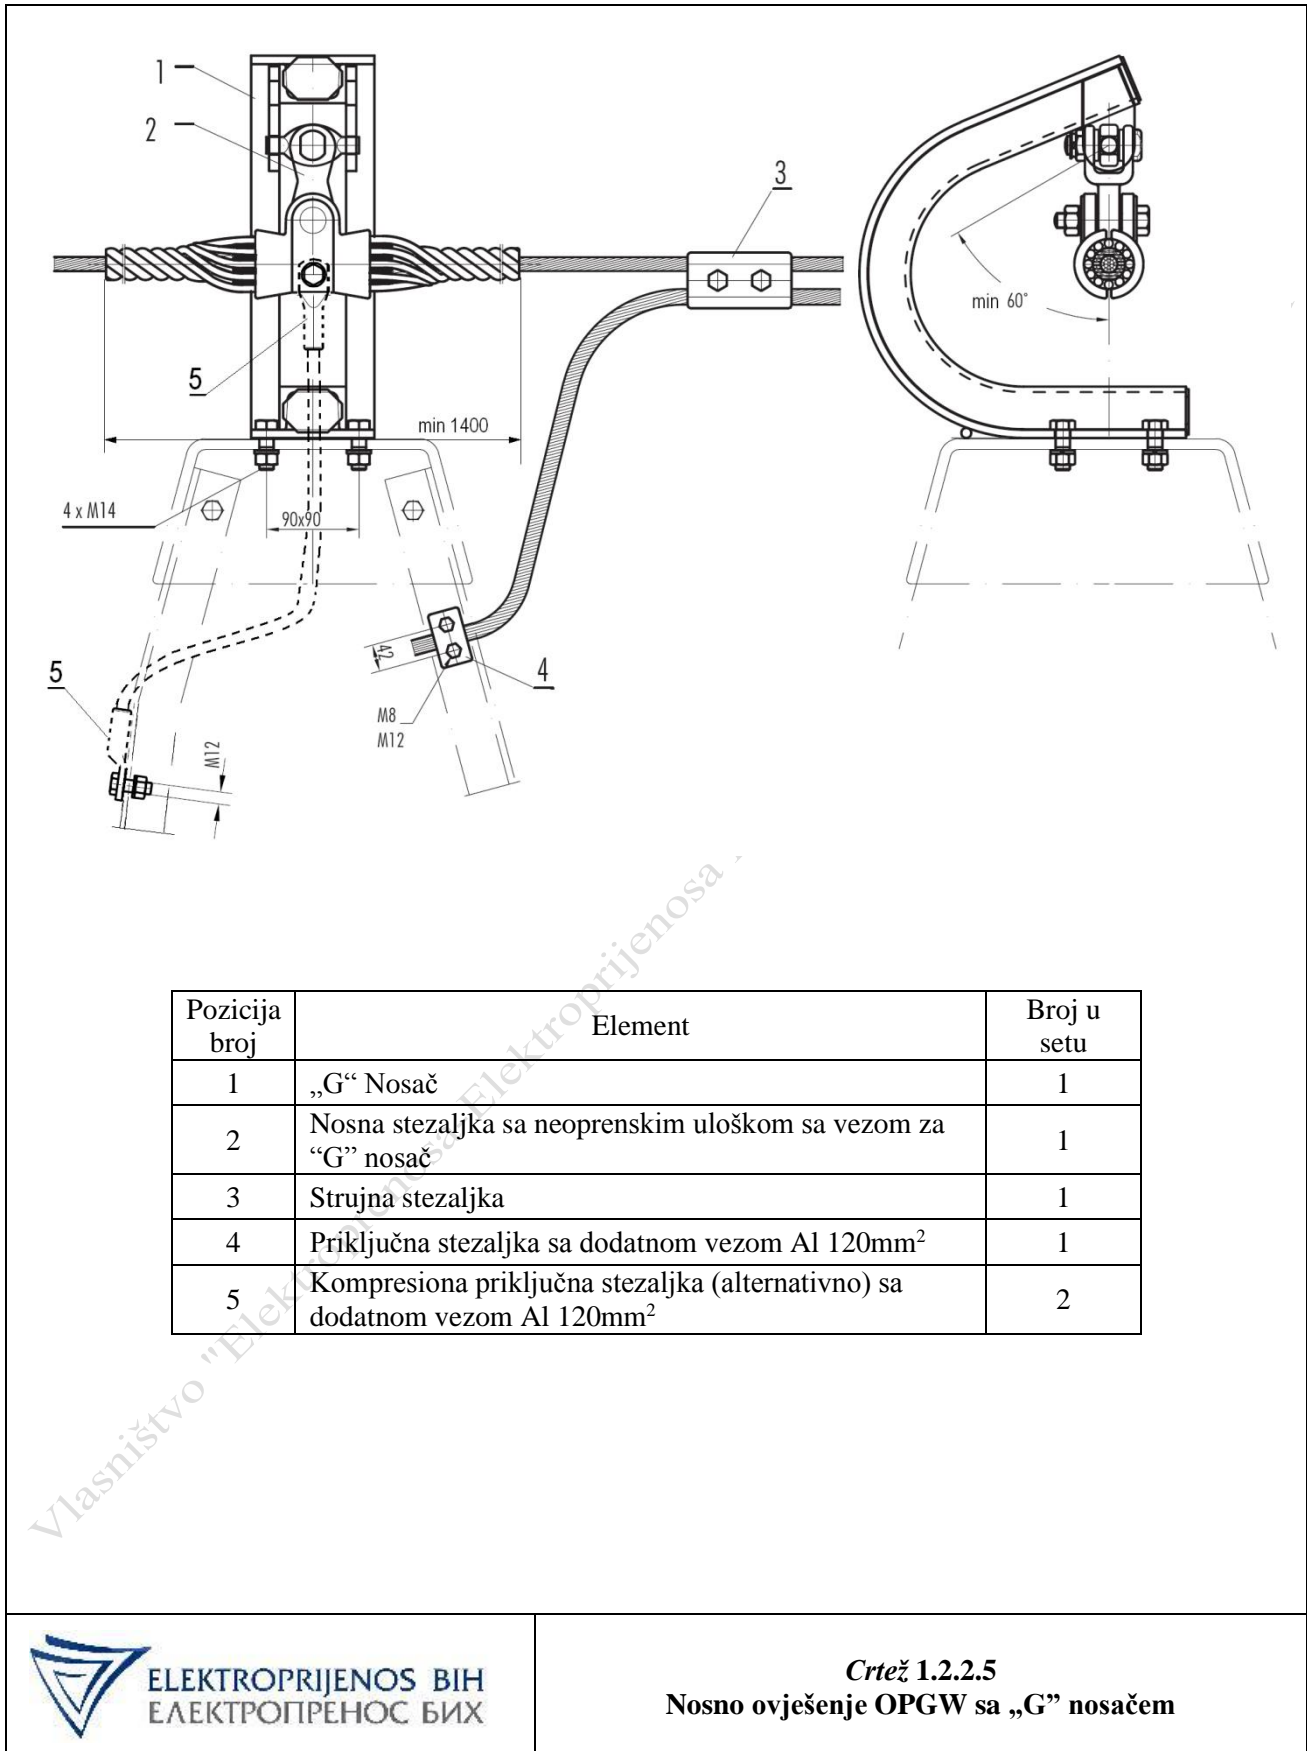 1
2
3
5
min 1400
min 60°
4 x M14
90x90
42
4
5
M8
M12
M12
Pozicija broj
Element
Broj u setu
1
„G“ Nosač
1
2
Nosna stezaljka sa neoprenskim uloškom sa vezom za
“G” nosač
1
3
Strujna stezaljka
1
4
Priključna stezaljka sa dodatnom vezom Al 120mm²
1
5
Kompresiona priključna stezaljka (alternativno) sa
dodatnom vezom Al 120mm²
2
Vlasništvo "Elektroprenosa-Elektroprijenosa
ELEKTROPRIJENOS BIH
ЕЛЕКТРОПРЕНОС БИХ
Crtež 1.2.2.5
Nosno ovješenje OPGW sa „G” nosačem